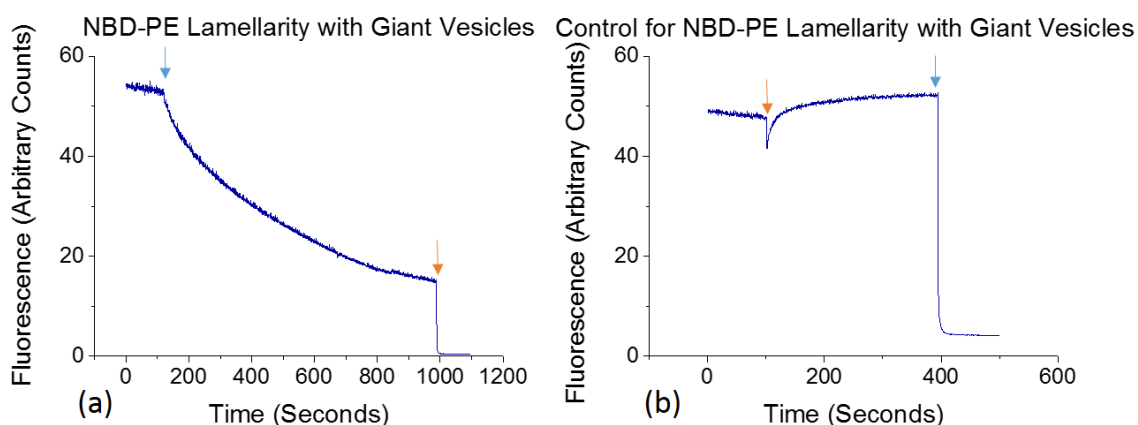 NBD-PE Lamellarity with Giant Vesicles
Fluorescence (Arbitrary Counts)
60
40
20
0
0 200 400 600 800 1000 1200
(a)
Time (Seconds)
Control for NBD-PE Lamellarity with Giant Vesicles
Fluorescence (Arbitrary Counts)
60
40
20
0
0 200 400 600
(b)
Time (Seconds)